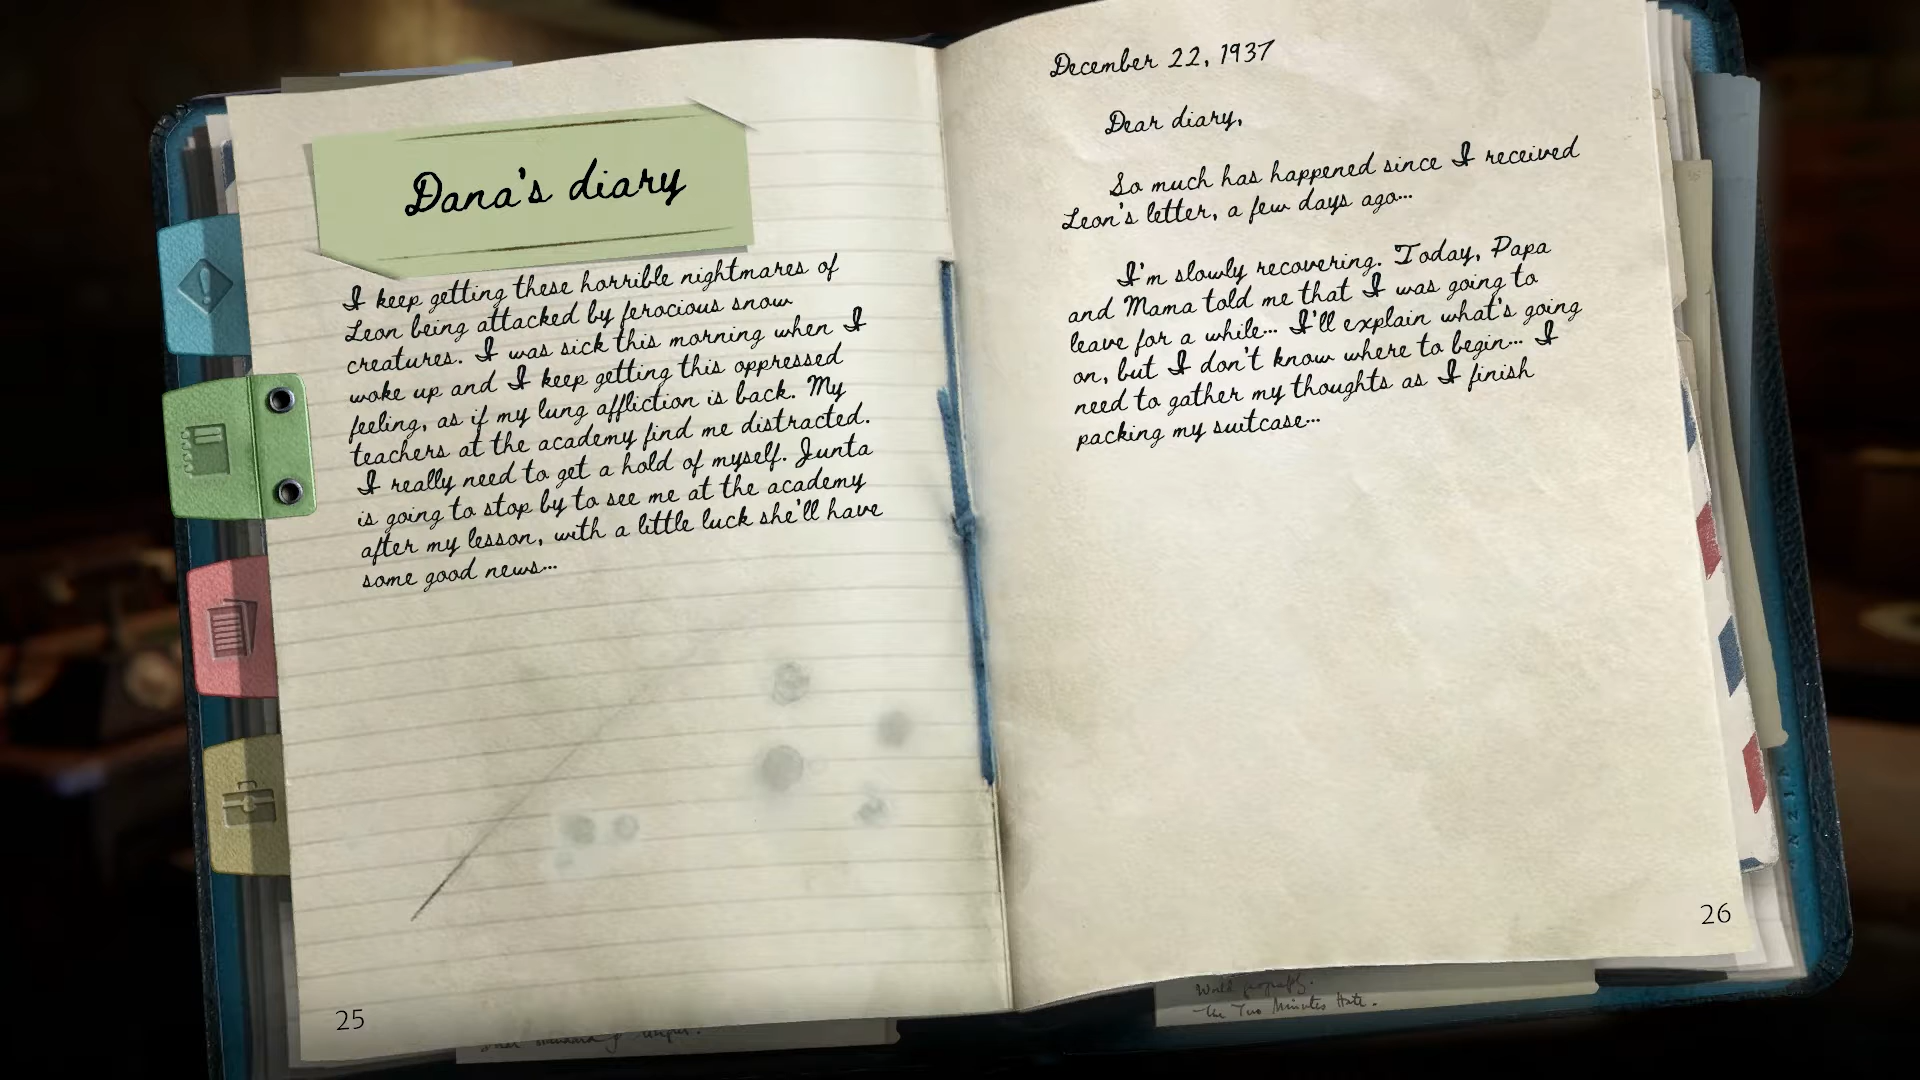 Dana's diary
I keep getting these horrible nightmares of
Leon being attacked by ferocious snow
creatures. I was sick this morning when I
woke up and I keep getting this oppressed
feeling, as if my lung affliction is back. My
teachers at the academy find me distracted.
I really need to get a hold of myself. Junta
is going to stop by to see me at the academy
after my lesson, with a little luck she'll have
some good news...
25
December 22, 1937
Dear diary,
So much has happened since I received
Leon's letter, a few days ago...
I'm slowly recovering. Today, Papa
and Mama told me that I was going to
leave for a while... I'll explain what's going
on, but I don't know where to begin... I
need to gather my thoughts as I finish
packing my suitcase...
26
World geography.
-the Two Minutes Hate.